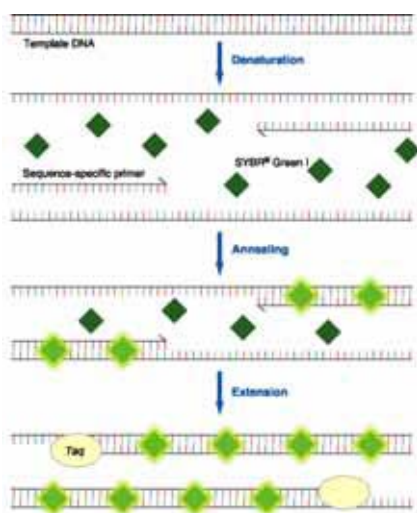 Template DNA
Denaturation
SYBR® Green I
Sequence-specific primer
Annealing
Extension
Taq